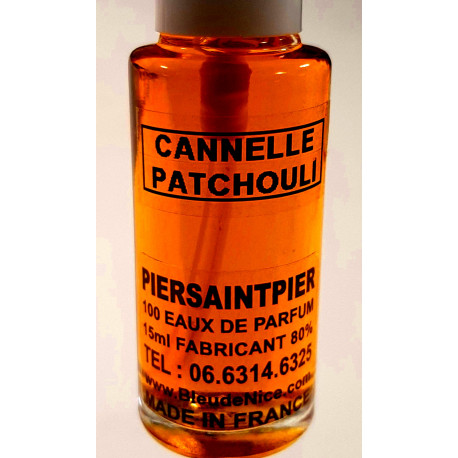 CANNELLE
PATCHOULI
PIERSAINTPIER
100 EAUX DE PARFUM
15ml FABRICANT 80%
TEL : 06.6314.6325
www.BleudeNice.com
MADE IN FRANCE